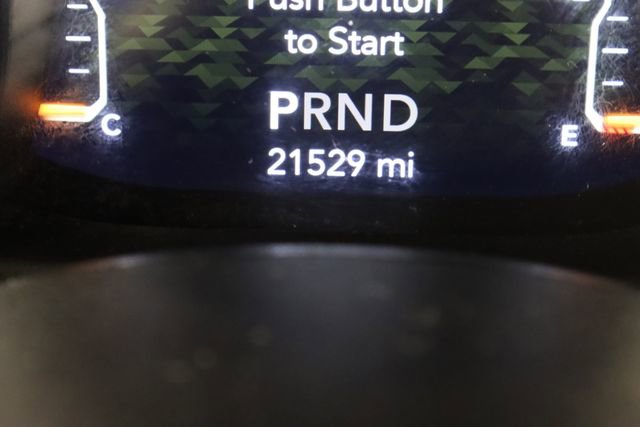 Push Button
to Start
PRND
C
E
21529 mi